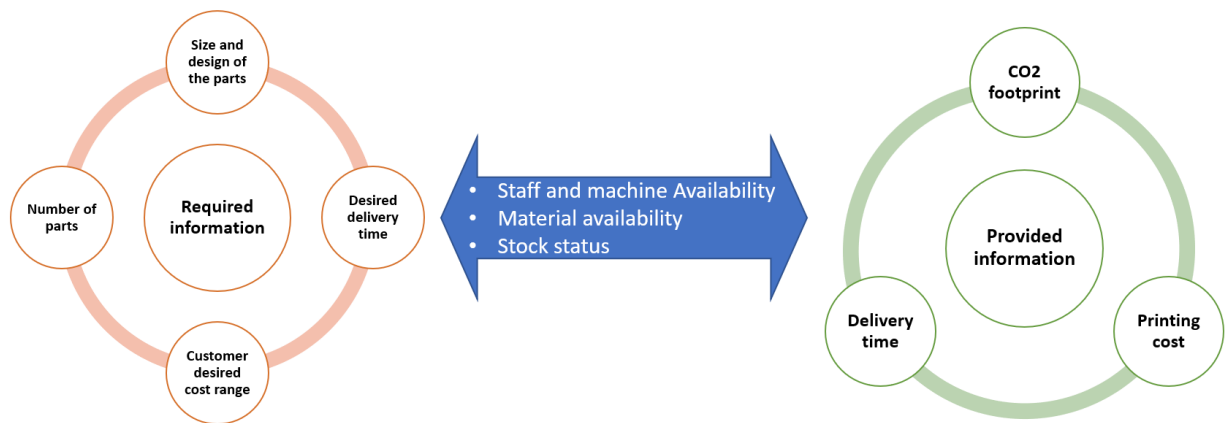 Size and
design of
the parts
Number of
parts
Required
information
Desired
delivery
time
Customer
desired
cost range
• Staff and machine Availability
• Material availability
• Stock status
CO2
footprint
Provided
information
Delivery
time
Printing
cost